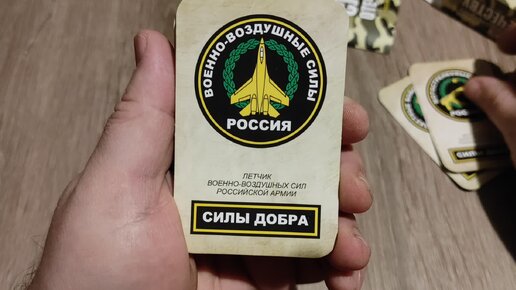 ВОЕННО-ВОЗДУШНЫЕ СИЛЫ
РОССИЯ
ЛЕТЧИК
ВОЕННО-ВОЗДУШНЫХ СИЛ
РОССИЙСКОЙ АРМИИ
СИЛЫ ДОБРА